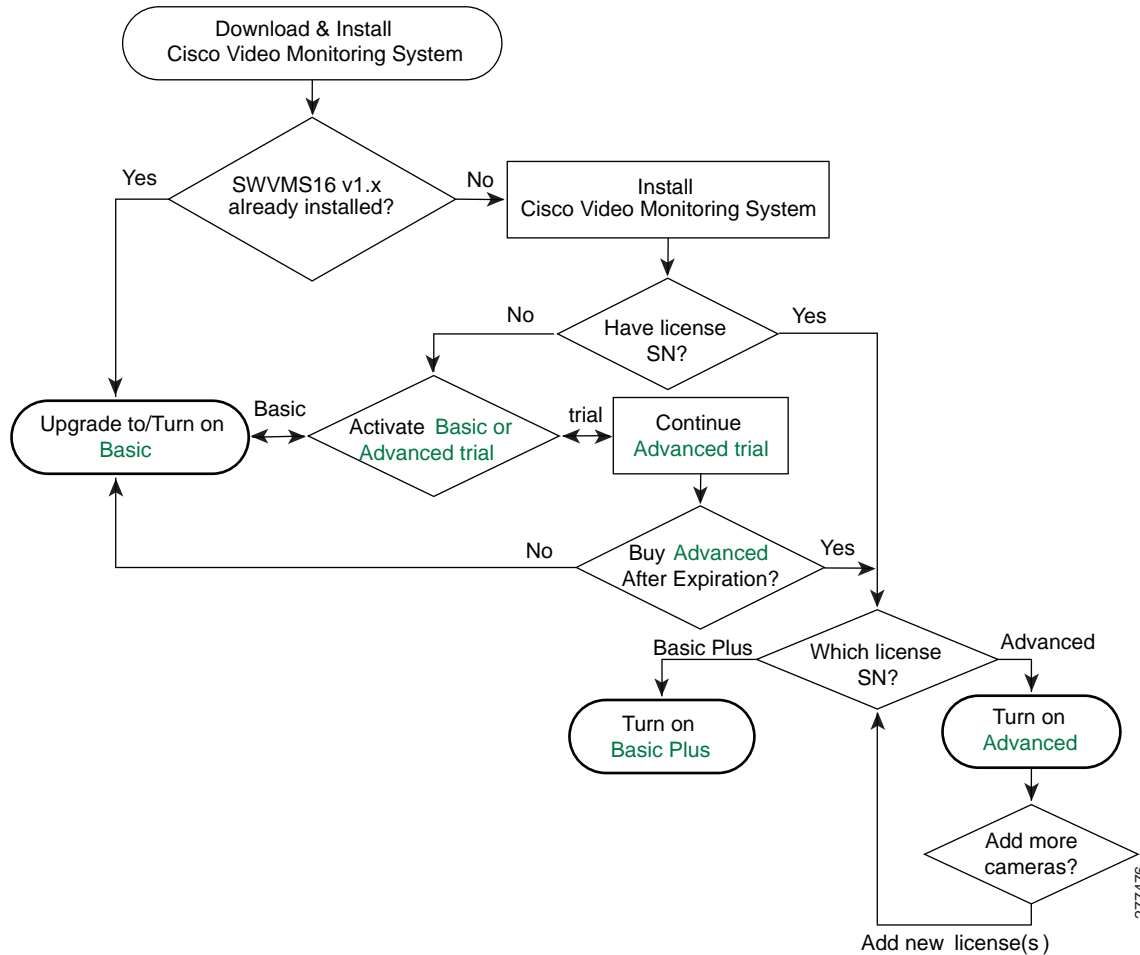 Download & Install
Cisco Video Monitoring System
Yes
SWVMS16 v1.x
already installed?
No
Install
Cisco Video Monitoring System
No
Have license
SN?
Yes
Upgrade to/Turn on
Basic
Basic
Activate Basic or
Advanced trial
trial
Continue
Advanced trial
No
Buy Advanced
After Expiration?
Yes
Basic Plus
Which license
SN?
Advanced
Turn on
Basic Plus
Turn on
Advanced
Add more
cameras?
377476
Add new license(s)